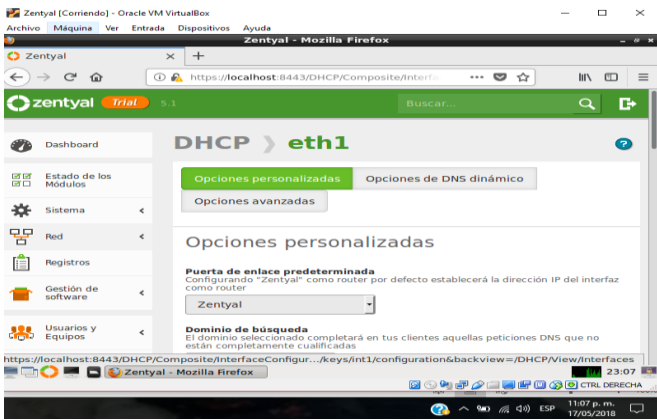 Zentyal [Corriendo] - Oracle VM VirtualBox
Archivo Máquina Ver Entrada Dispositivos Ayuda
Zentyal - Mozilla Firefox
Zentyal
https://localhost:8443/DHCP/Composite/Interfa
zentyal Trial 5.1 Buscar...
Dashboard
Estado de los
Módulos
Sistema
Red
Registros
Gestión de
software
Usuarios y
Equipos
DHCP eth1
Opciones personalizadas Opciones de DNS dinámico
Opciones avanzadas
Opciones personalizadas
Puerta de enlace predeterminada
Configurando "Zentyal" como router por defecto establecerá la dirección IP del interfaz
como router
Zentyal
Dominio de búsqueda
El dominio seleccionado completará en tus clientes aquellas peticiones DNS que no
están completamente cualificadas
https://localhost:8443/DHCP/Composite/InterfaceConfigur.../keys/int1/configuration&backview=/DHCP/View/Interfaces
Zentyal - Mozilla Firefox 23:07
CTRL DERECHA
ESP 11:07 p. m.
17/05/2018